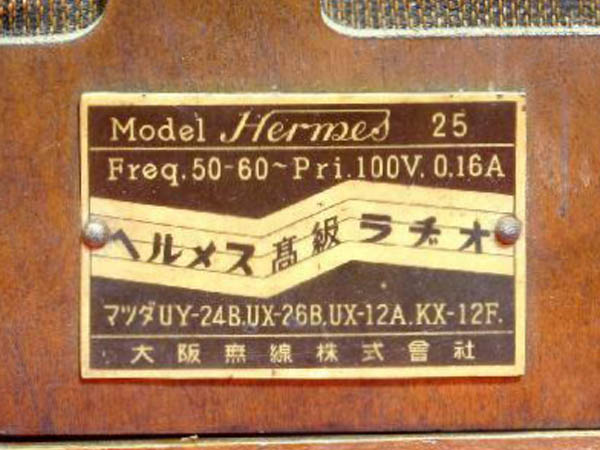 Model Hermes 25
Freq. 50-60~ Pri. 100V. 0.16A
ヘルメス高級ラヂオ
マツダUY-24B, UX-26B, UX-12A, KX-12F.
大阪無線株式會社